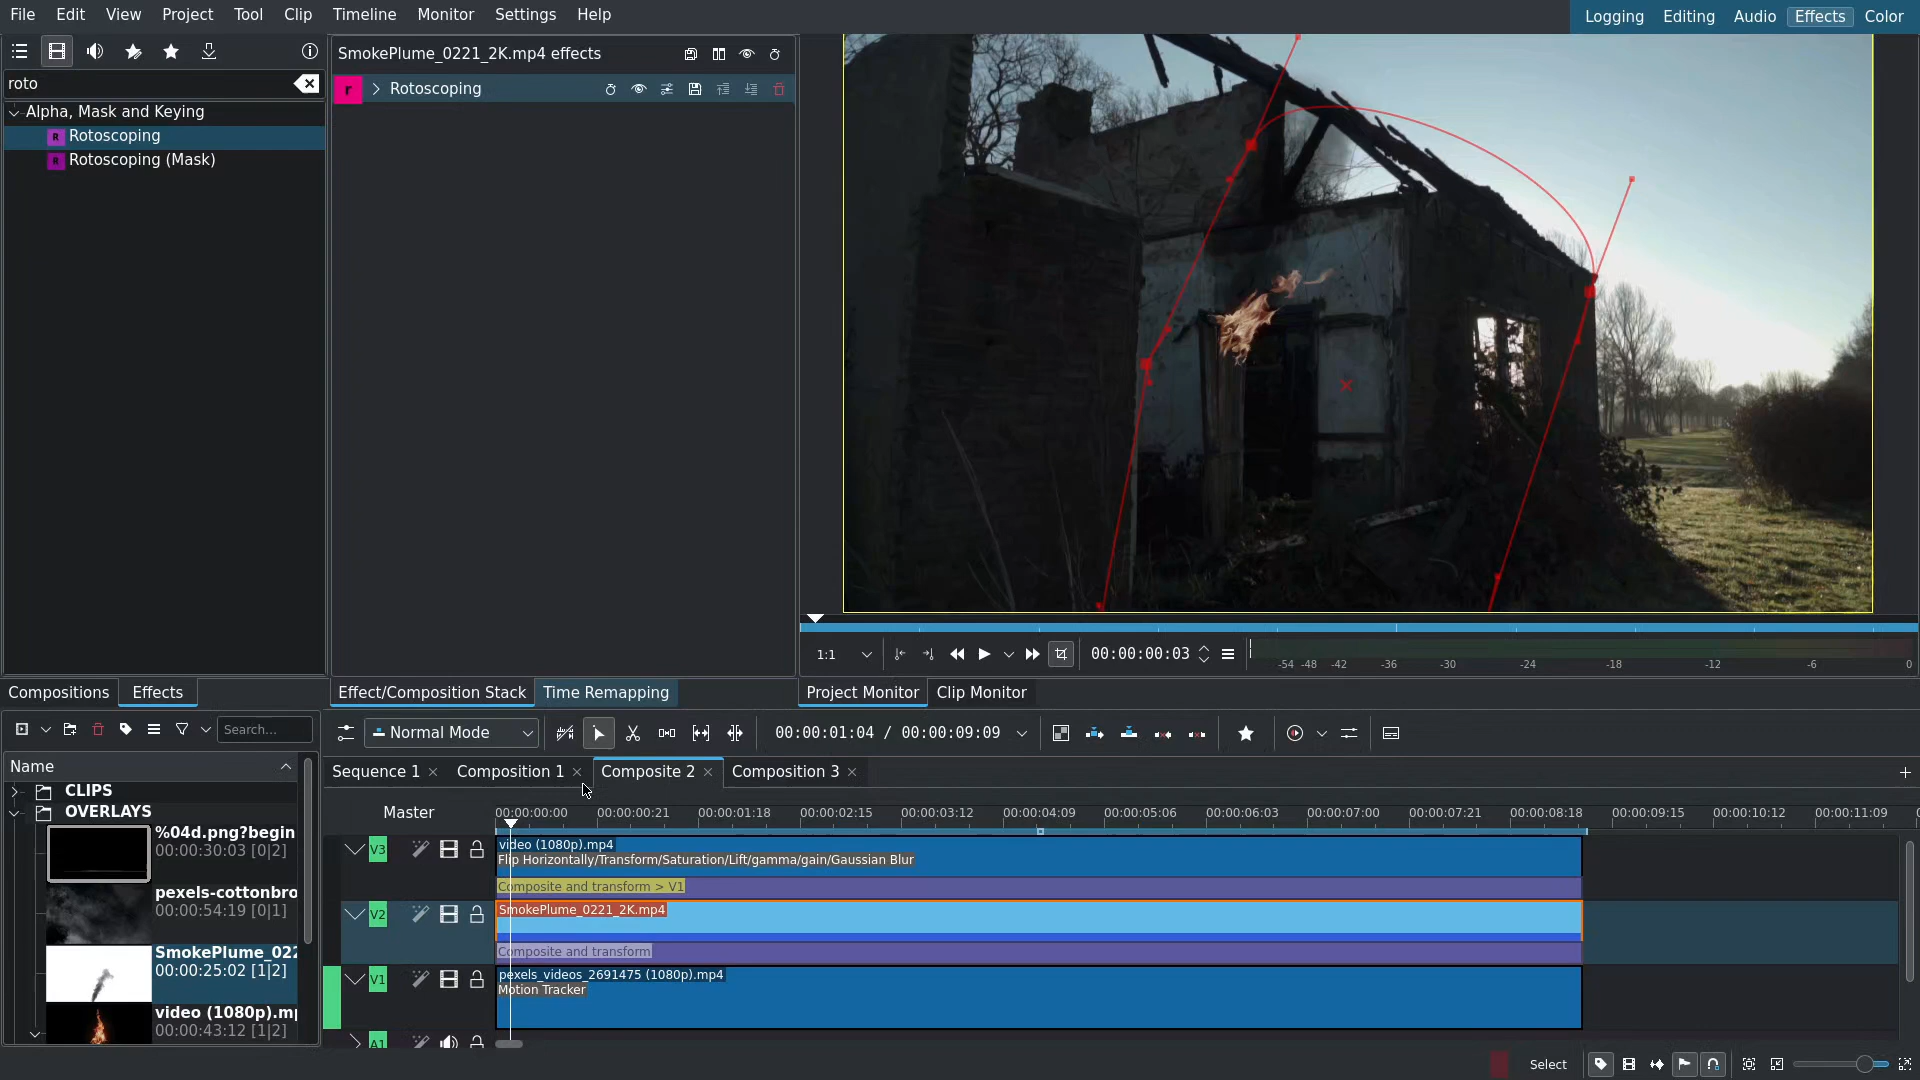 File Edit View Project Tool Clip Timeline Monitor Settings Help
Logging Editing Audio Effects Color
roto
Alpha, Mask and Keying
Rotoscoping
Rotoscoping (Mask)
SmokePlume_0221_2K.mp4 effects
r Rotoscoping
1:1
00:00:00:03
-54 -48 -42 -36 -30 -24 -18 -12 -6 0
Compositions Effects
Effect/Composition Stack Time Remapping
Project Monitor Clip Monitor
Search...
Normal Mode
00:00:01:04 / 00:00:09:09
Name
CLIPS
OVERLAYS
%04d.png?begin
00:00:30:03 [0|2]
pexels-cottonbro
00:00:54:19 [0|1]
SmokePlume_022
00:00:25:02 [1|2]
video (1080p).mp
00:00:43:12 [1|2]
Sequence 1 Composition 1 Composite 2 Composition 3
Master
00:00:00:00 00:00:00:21 00:00:01:18 00:00:02:15 00:00:03:12 00:00:04:09 00:00:05:06 00:00:06:03 00:00:07:00 00:00:07:21 00:00:08:18 00:00:09:15 00:00:10:12 00:00:11:09 00:00:12
V3
video (1080p).mp4
Flip Horizontally/Transform/Saturation/Lift/gamma/gain/Gaussian Blur
Composite and transform > V1
V2
SmokePlume_0221_2K.mp4
Composite and transform
V1
pexels_videos_2691475 (1080p).mp4
Motion Tracker
A1
Select